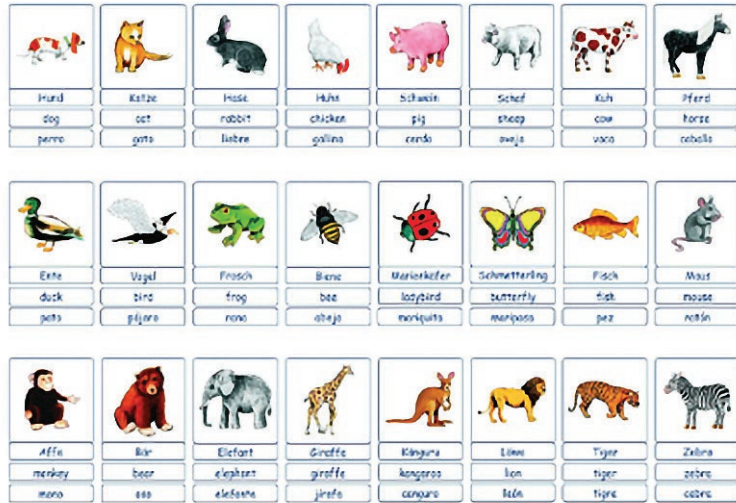 Hund Katze Hase Huhn Schwein Schaf Kuh Pferd
dog cat rabbit chicken pig sheep cow horse
perro gato liebre gallina cerdo oveja vaca caballo
Ente Vogel Frosch Biene Marienkäfer Schmetterling Fisch Maus
duck bird frog bee ladybird butterfly fish mouse
pato pájaro rana abeja mariquita mariposa pez ratón
Affe Bär Elefant Giraffe Känguru Löwe Tiger Zebra
monkey bear elephant giraffe kangaroo lion tiger zebra
mono oso elefante jirafa canguro león tigre cebra